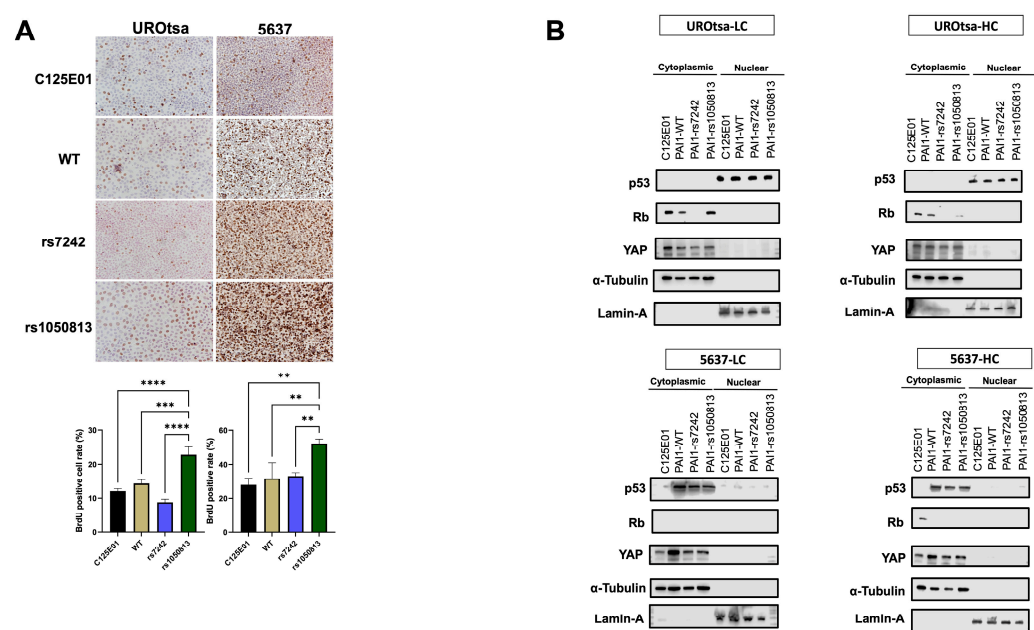 A
UROtsa
5637
C125E01
WT
rs7242
rs1050813
****
***
****
BrdU positive cell rate (%)
30
20
10
0
C125E01
WT
rs7242
rs1050813
**
**
**
BrdU positive rate (%)
60
40
20
0
C125E01
WT
rs7242
rs1050813
B
UROtsa-LC
Cytoplasmic
Nuclear
C125E01
PAI1-WT
PAI1-rs7242
PAI1-rs1050813
C125E01
PAI1-WT
PAI1-rs7242
PAI1-rs1050813
p53
Rb
YAP
α-Tubulin
Lamin-A
UROtsa-HC
Cytoplasmic
Nuclear
C125E01
PAI1-WT
PAI1-rs7242
PAI1-rs1050813
C125E01
PAI1-WT
PAI1-rs7242
PAI1-rs1050813
p53
Rb
YAP
α-Tubulin
Lamin-A
5637-LC
Cytoplasmic
Nuclear
C125E01
PAI1-WT
PAI1-rs7242
PAI1-rs1050813
C125E01
PAI1-WT
PAI1-rs7242
PAI1-rs1050813
p53
Rb
YAP
α-Tubulin
LamIn-A
5637-HC
Cytoplasmic
Nuclear
C125E01
PAI1-WT
PAI1-rs7242
PAI1-rs1050813
C125E01
PAI1-WT
PAI1-rs7242
PAI1-rs1050813
p53
Rb
YAP
α-Tubulin
LamIn-A